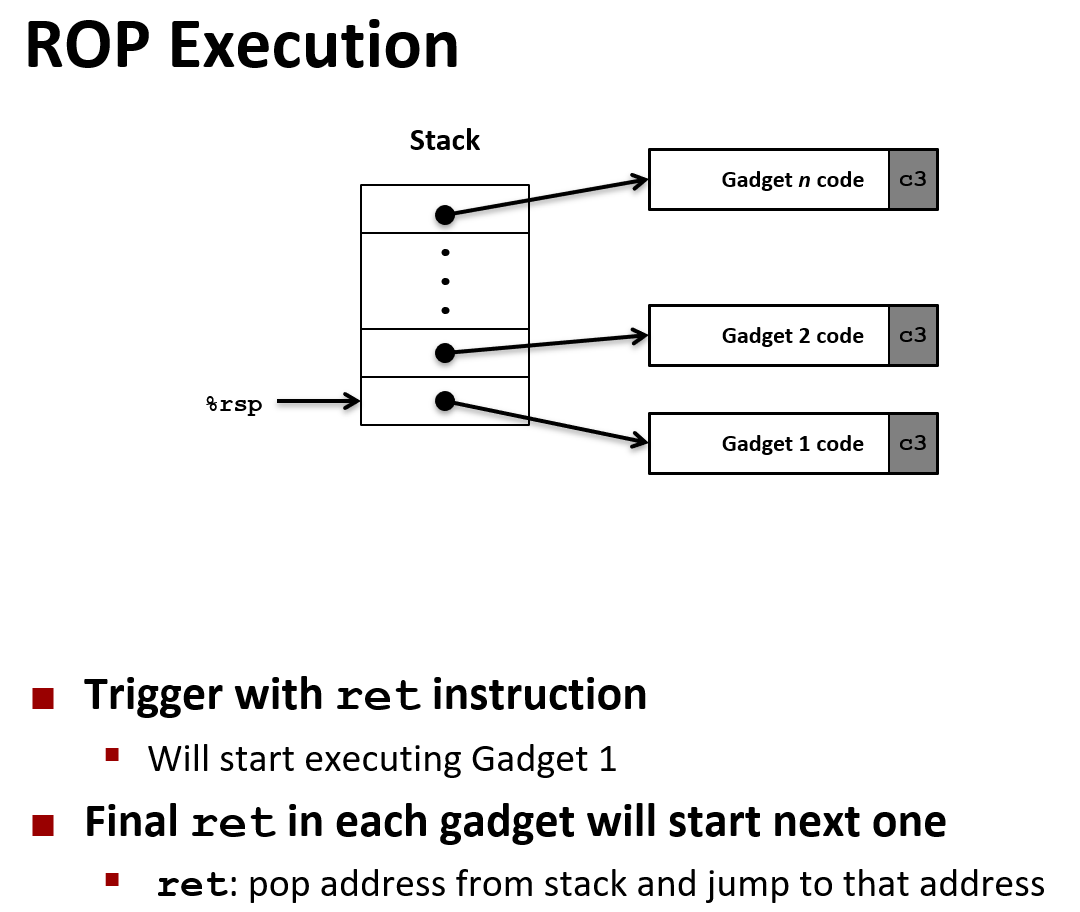 ROP Execution
Stack
Gadget n code c3
Gadget 2 code c3
%rsp
Gadget 1 code c3
■ Trigger with ret instruction
■ Will start executing Gadget 1
■ Final ret in each gadget will start next one
■ ret: pop address from stack and jump to that address